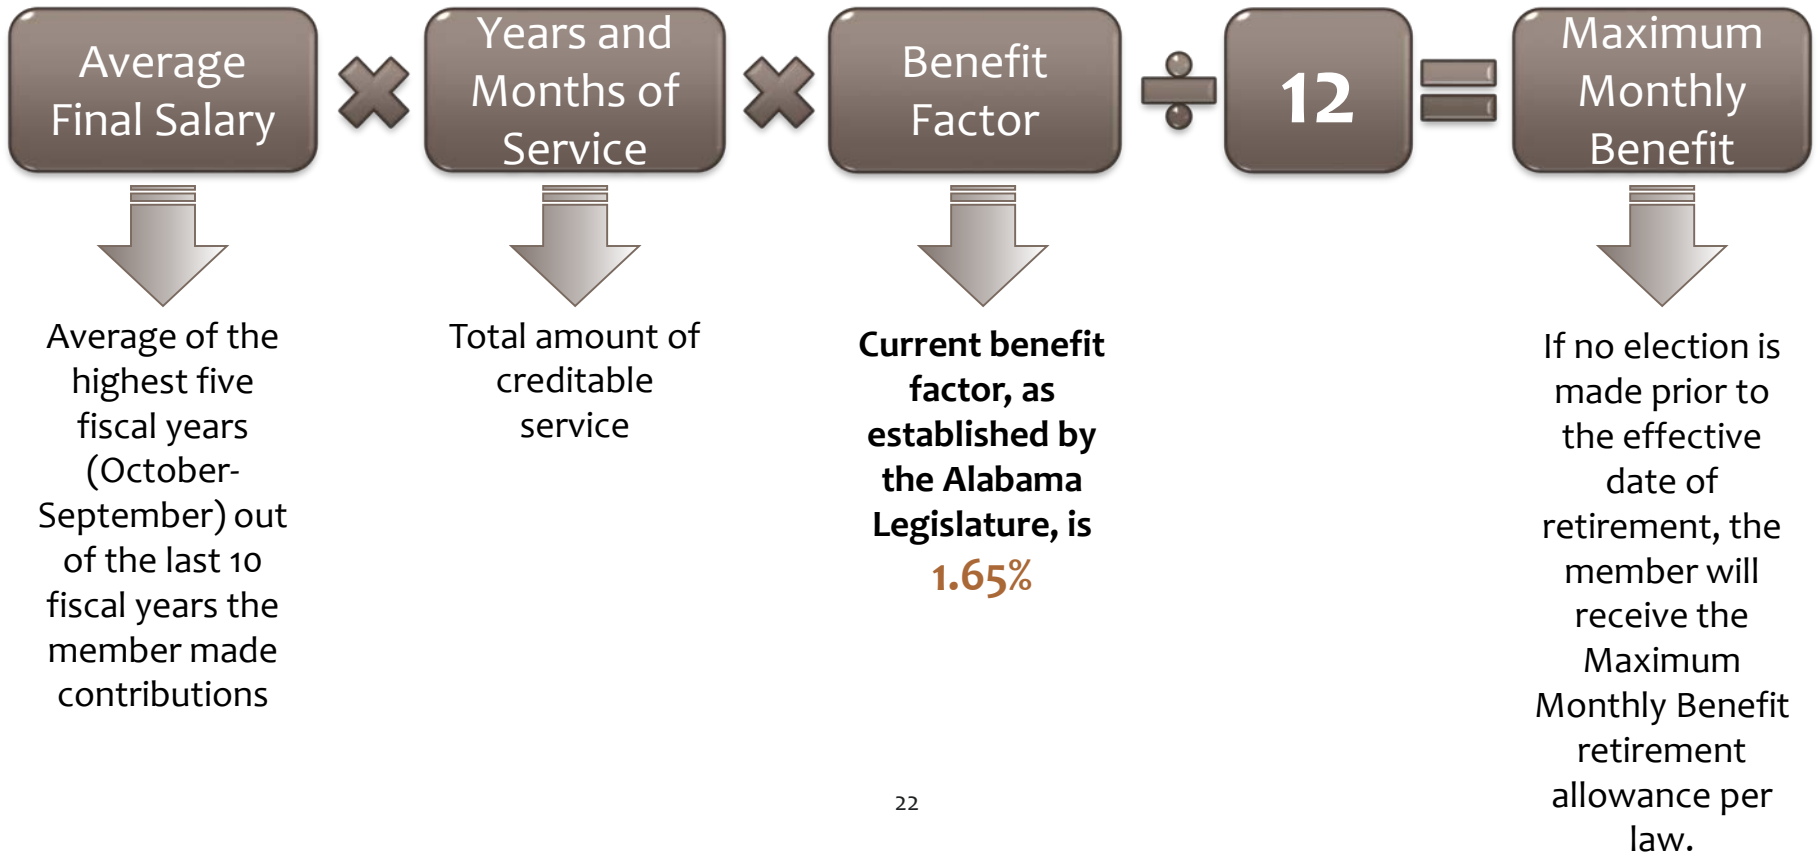 Average
Final Salary
Years and
Months of
Service
Benefit
Factor
12
Maximum
Monthly
Benefit
Average of the
highest five
fiscal years
(October-
September) out
of the last 10
fiscal years the
member made
contributions
Total amount of
creditable
service
Current benefit
factor, as
established by
the Alabama
Legislature, is
1.65%
If no election is
made prior to
the effective
date of
retirement, the
member will
receive the
Maximum
Monthly Benefit
retirement
allowance per
law.
22